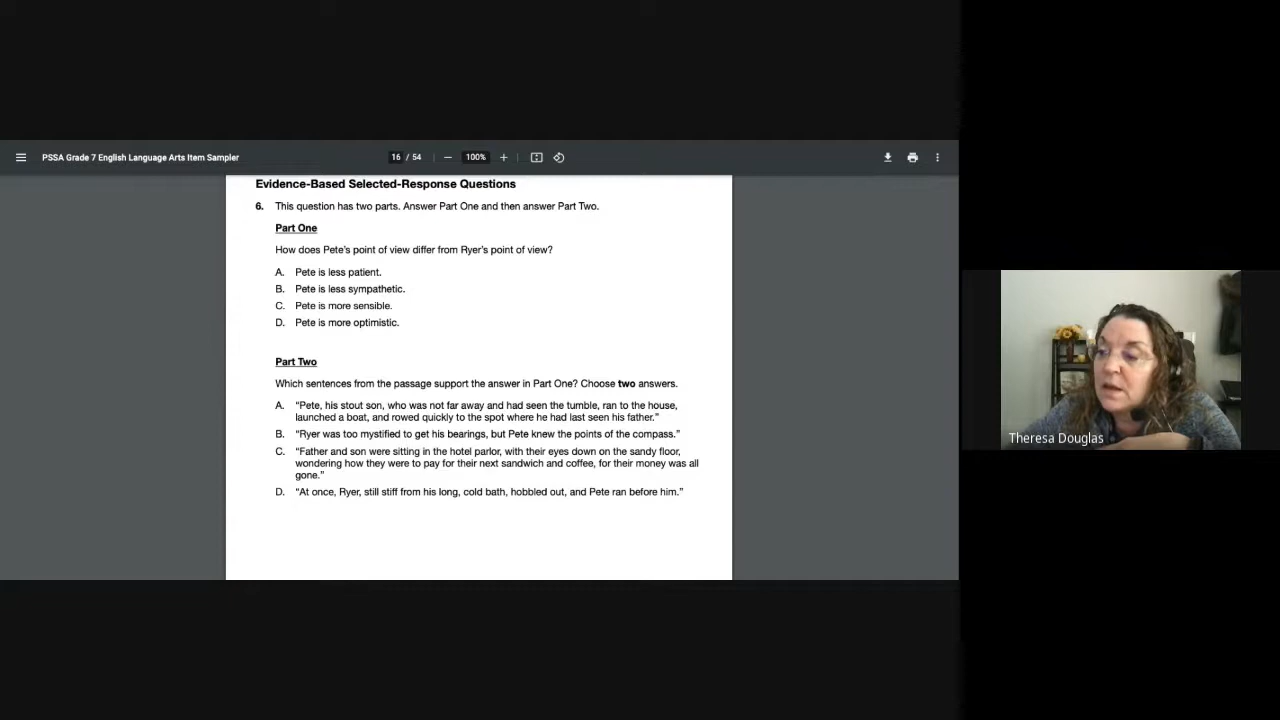 PSSA Grade 7 English Language Arts Item Sampler
16 / 54
100%
Evidence-Based Selected-Response Questions
6. This question has two parts. Answer Part One and then answer Part Two.
Part One
How does Pete's point of view differ from Ryer's point of view?
A. Pete is less patient.
B. Pete is less sympathetic.
C. Pete is more sensible.
D. Pete is more optimistic.
Part Two
Which sentences from the passage support the answer in Part One? Choose two answers.
A. “Pete, his stout son, who was not far away and had seen the tumble, ran to the house,
launched a boat, and rowed quickly to the spot where he had last seen his father.”
B. “Ryer was too mystified to get his bearings, but Pete knew the points of the compass.”
C. “Father and son were sitting in the hotel parlor, with their eyes down on the sandy floor,
wondering how they were to pay for their next sandwich and coffee, for their money was all
gone.”
D. “At once, Ryer, still stiff from his long, cold bath, hobbled out, and Pete ran before him.”
Theresa Douglas